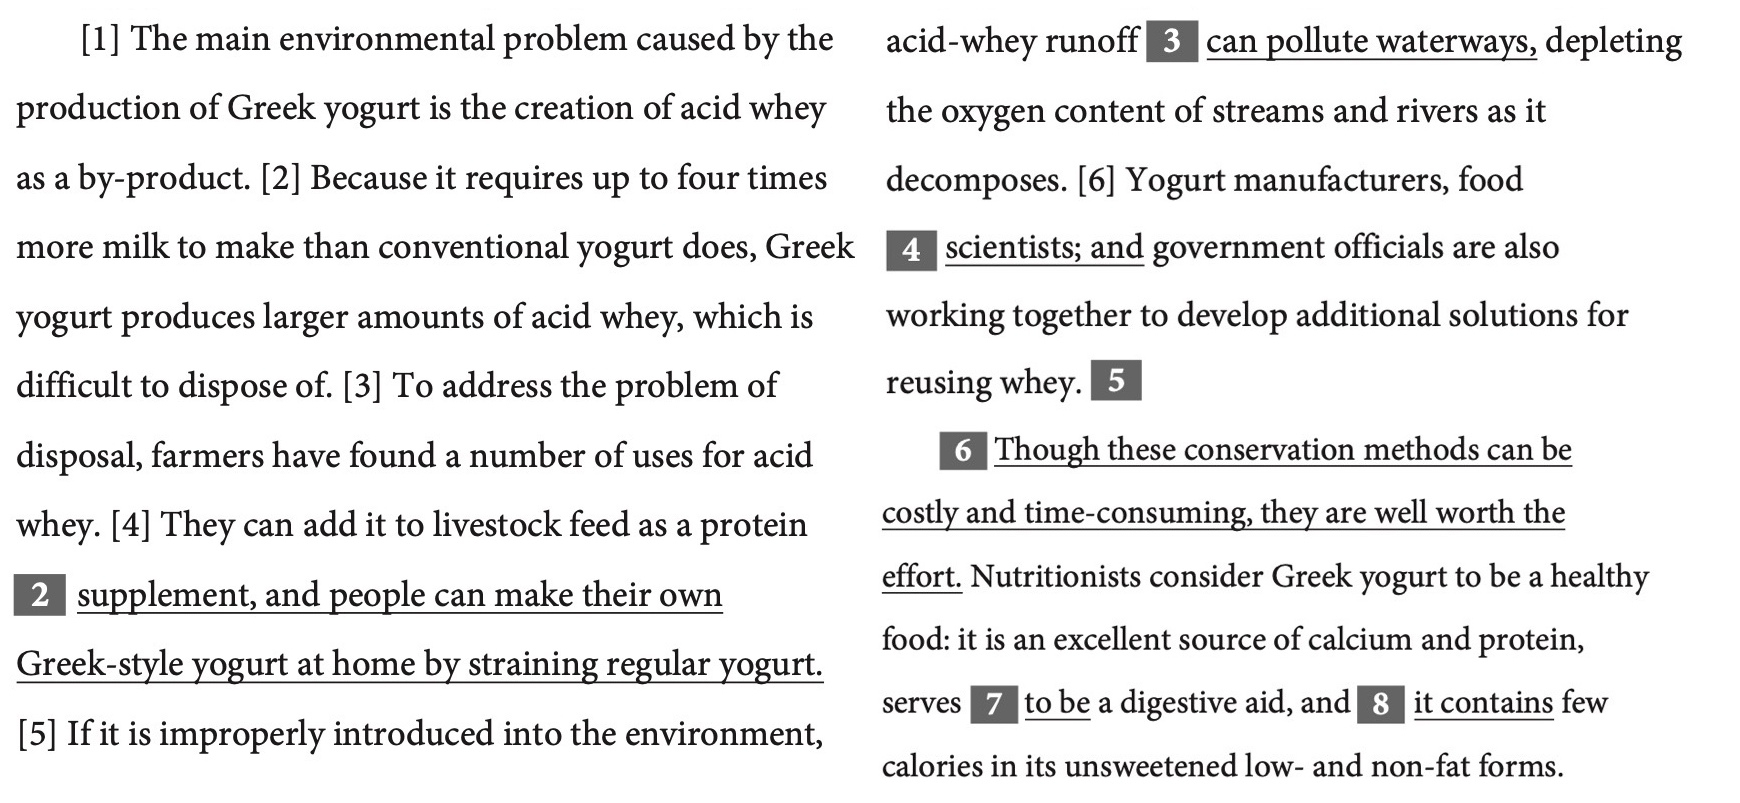 [1] The main environmental problem caused by the
production of Greek yogurt is the creation of acid whey
as a by-product. [2] Because it requires up to four times
more milk to make than conventional yogurt does, Greek
yogurt produces larger amounts of acid whey, which is
difficult to dispose of. [3] To address the problem of
disposal, farmers have found a number of uses for acid
whey. [4] They can add it to livestock feed as a protein
2 supplement, and people can make their own
Greek-style yogurt at home by straining regular yogurt.
[5] If it is improperly introduced into the environment,
acid-whey runoff 3 can pollute waterways, depleting
the oxygen content of streams and rivers as it
decomposes. [6] Yogurt manufacturers, food
4 scientists; and government officials are also
working together to develop additional solutions for
reusing whey. 5
6 Though these conservation methods can be
costly and time-consuming, they are well worth the
effort. Nutritionists consider Greek yogurt to be a healthy
food: it is an excellent source of calcium and protein,
serves 7 to be a digestive aid, and 8 it contains few
calories in its unsweetened low- and non-fat forms.